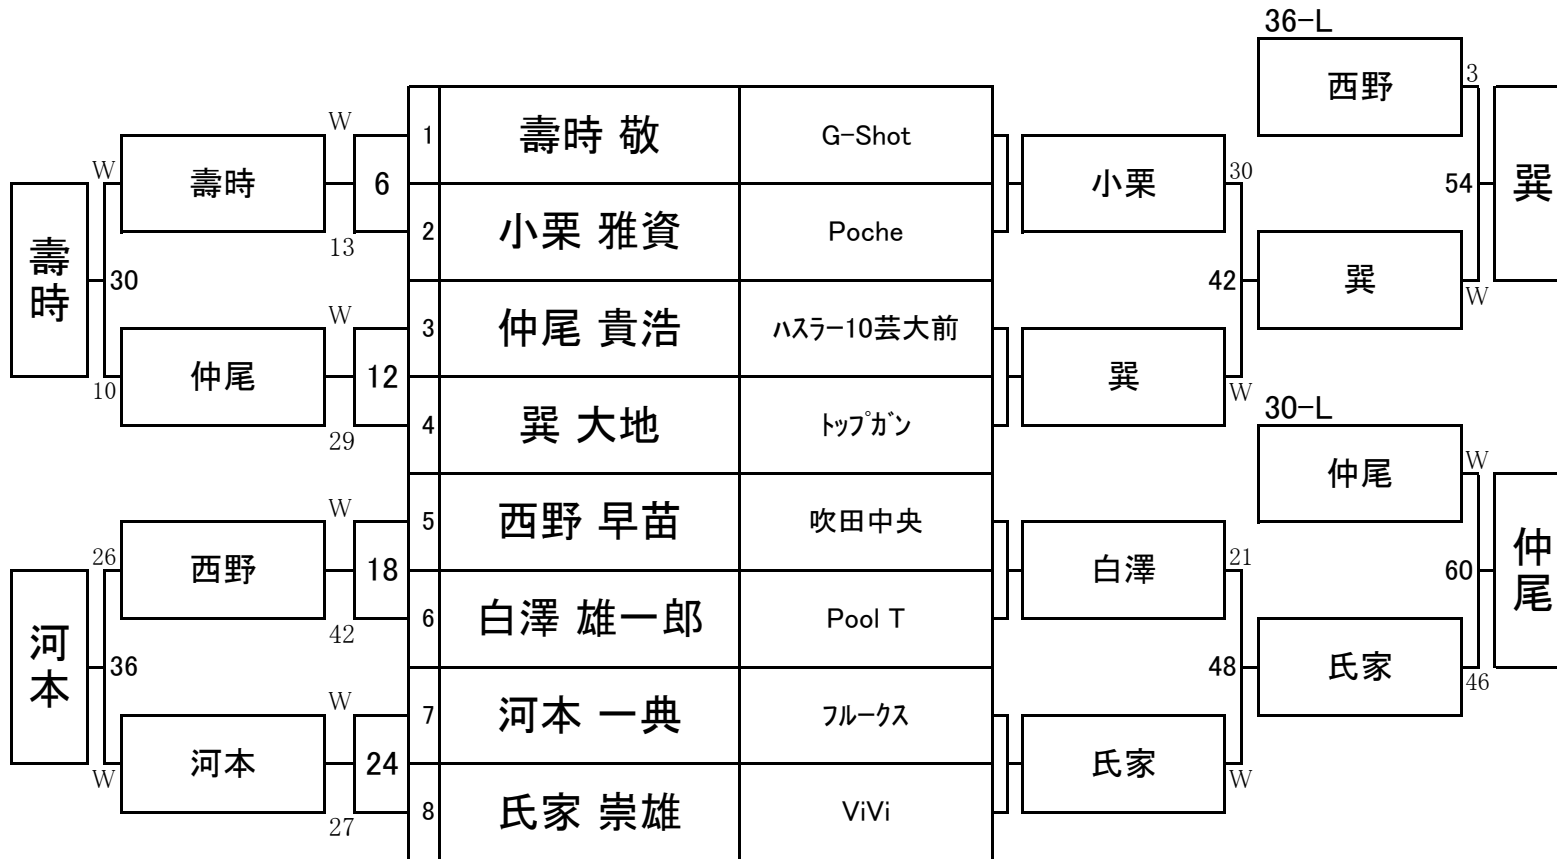 36-L
西野
3
巽
54
巽
W
1
壽時 敬
G-Shot
2
小栗 雅資
Poche
3
仲尾 貴浩
ハスラー10芸大前
4
巽 大地
トップガン
5
西野 早苗
吹田中央
6
白澤 雄一郎
Pool T
7
河本 一典
フルークス
8
氏家 崇雄
ViVi
W
壽時
6
13
W
壽時
30
10
W
仲尾
12
29
W
西野
18
42
26
河本
36
W
W
河本
24
27
小栗
30
42
巽
W
白澤
21
48
氏家
W
30-L
仲尾
W
仲尾
60
氏家
46